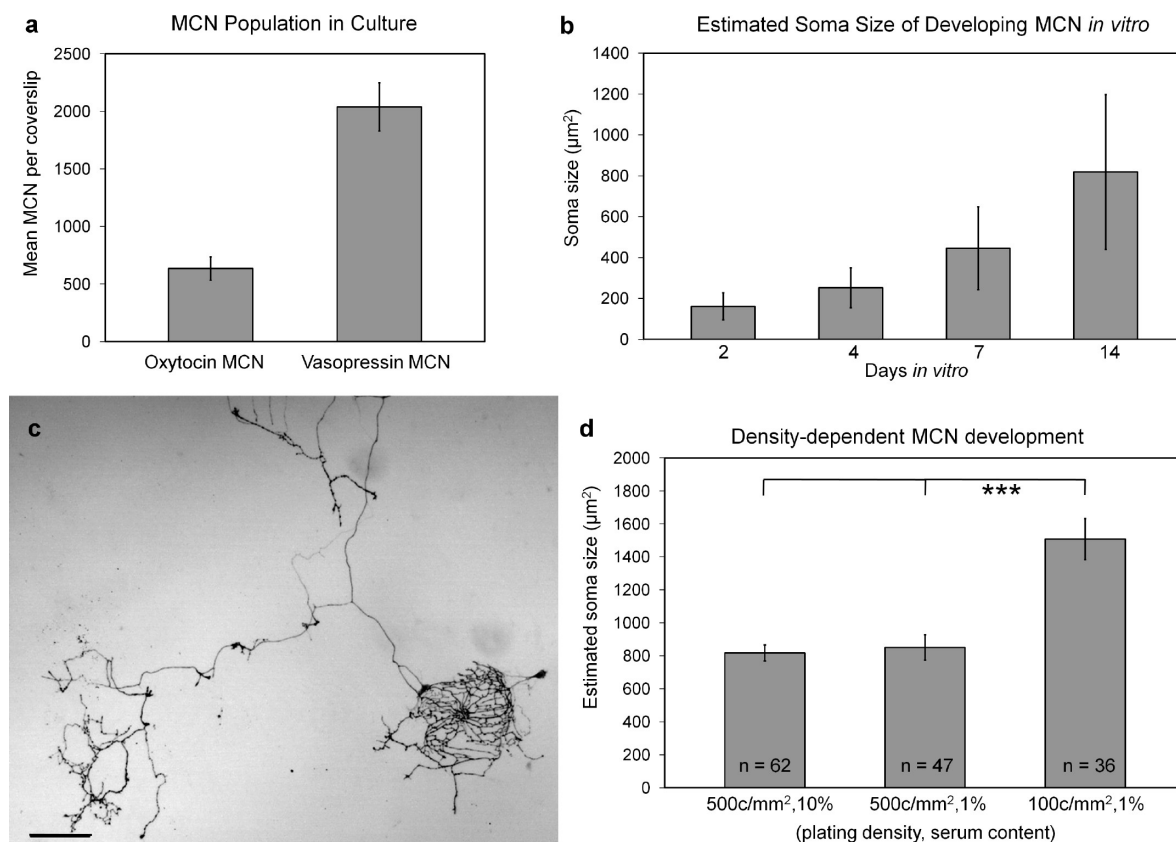 a
MCN Population in Culture
Mean MCN per coverslip
2500
2000
1500
1000
500
0
Oxytocin MCN
Vasopressin MCN
b
Estimated Soma Size of Developing MCN in vitro
Soma size (µm²)
1400
1200
1000
800
600
400
200
0
2
4
7
14
Days in vitro
c
d
Density-dependent MCN development
Estimated soma size (µm²)
2000
1800
1600
1400
1200
1000
800
600
400
200
0
***
n = 62
n = 47
n = 36
500c/mm²,10%
500c/mm²,1%
100c/mm²,1%
(plating density, serum content)